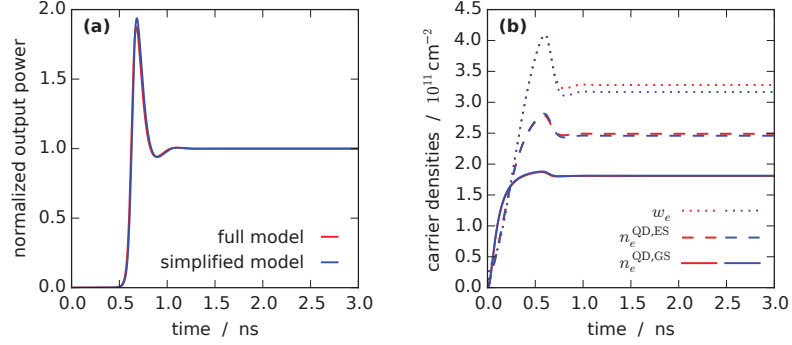 (a)
normalized output power
2.0
1.5
1.0
0.5
0.0
full model
simplified model
0.0 0.5 1.0 1.5 2.0 2.5 3.0
time / ns
(b)
carrier densities / 10^11 cm^−2
4.5
4.0
3.5
3.0
2.5
2.0
1.5
1.0
0.5
0.0
w_e
n_e^QD,ES
n_e^QD,GS
0.0 0.5 1.0 1.5 2.0 2.5 3.0
time / ns